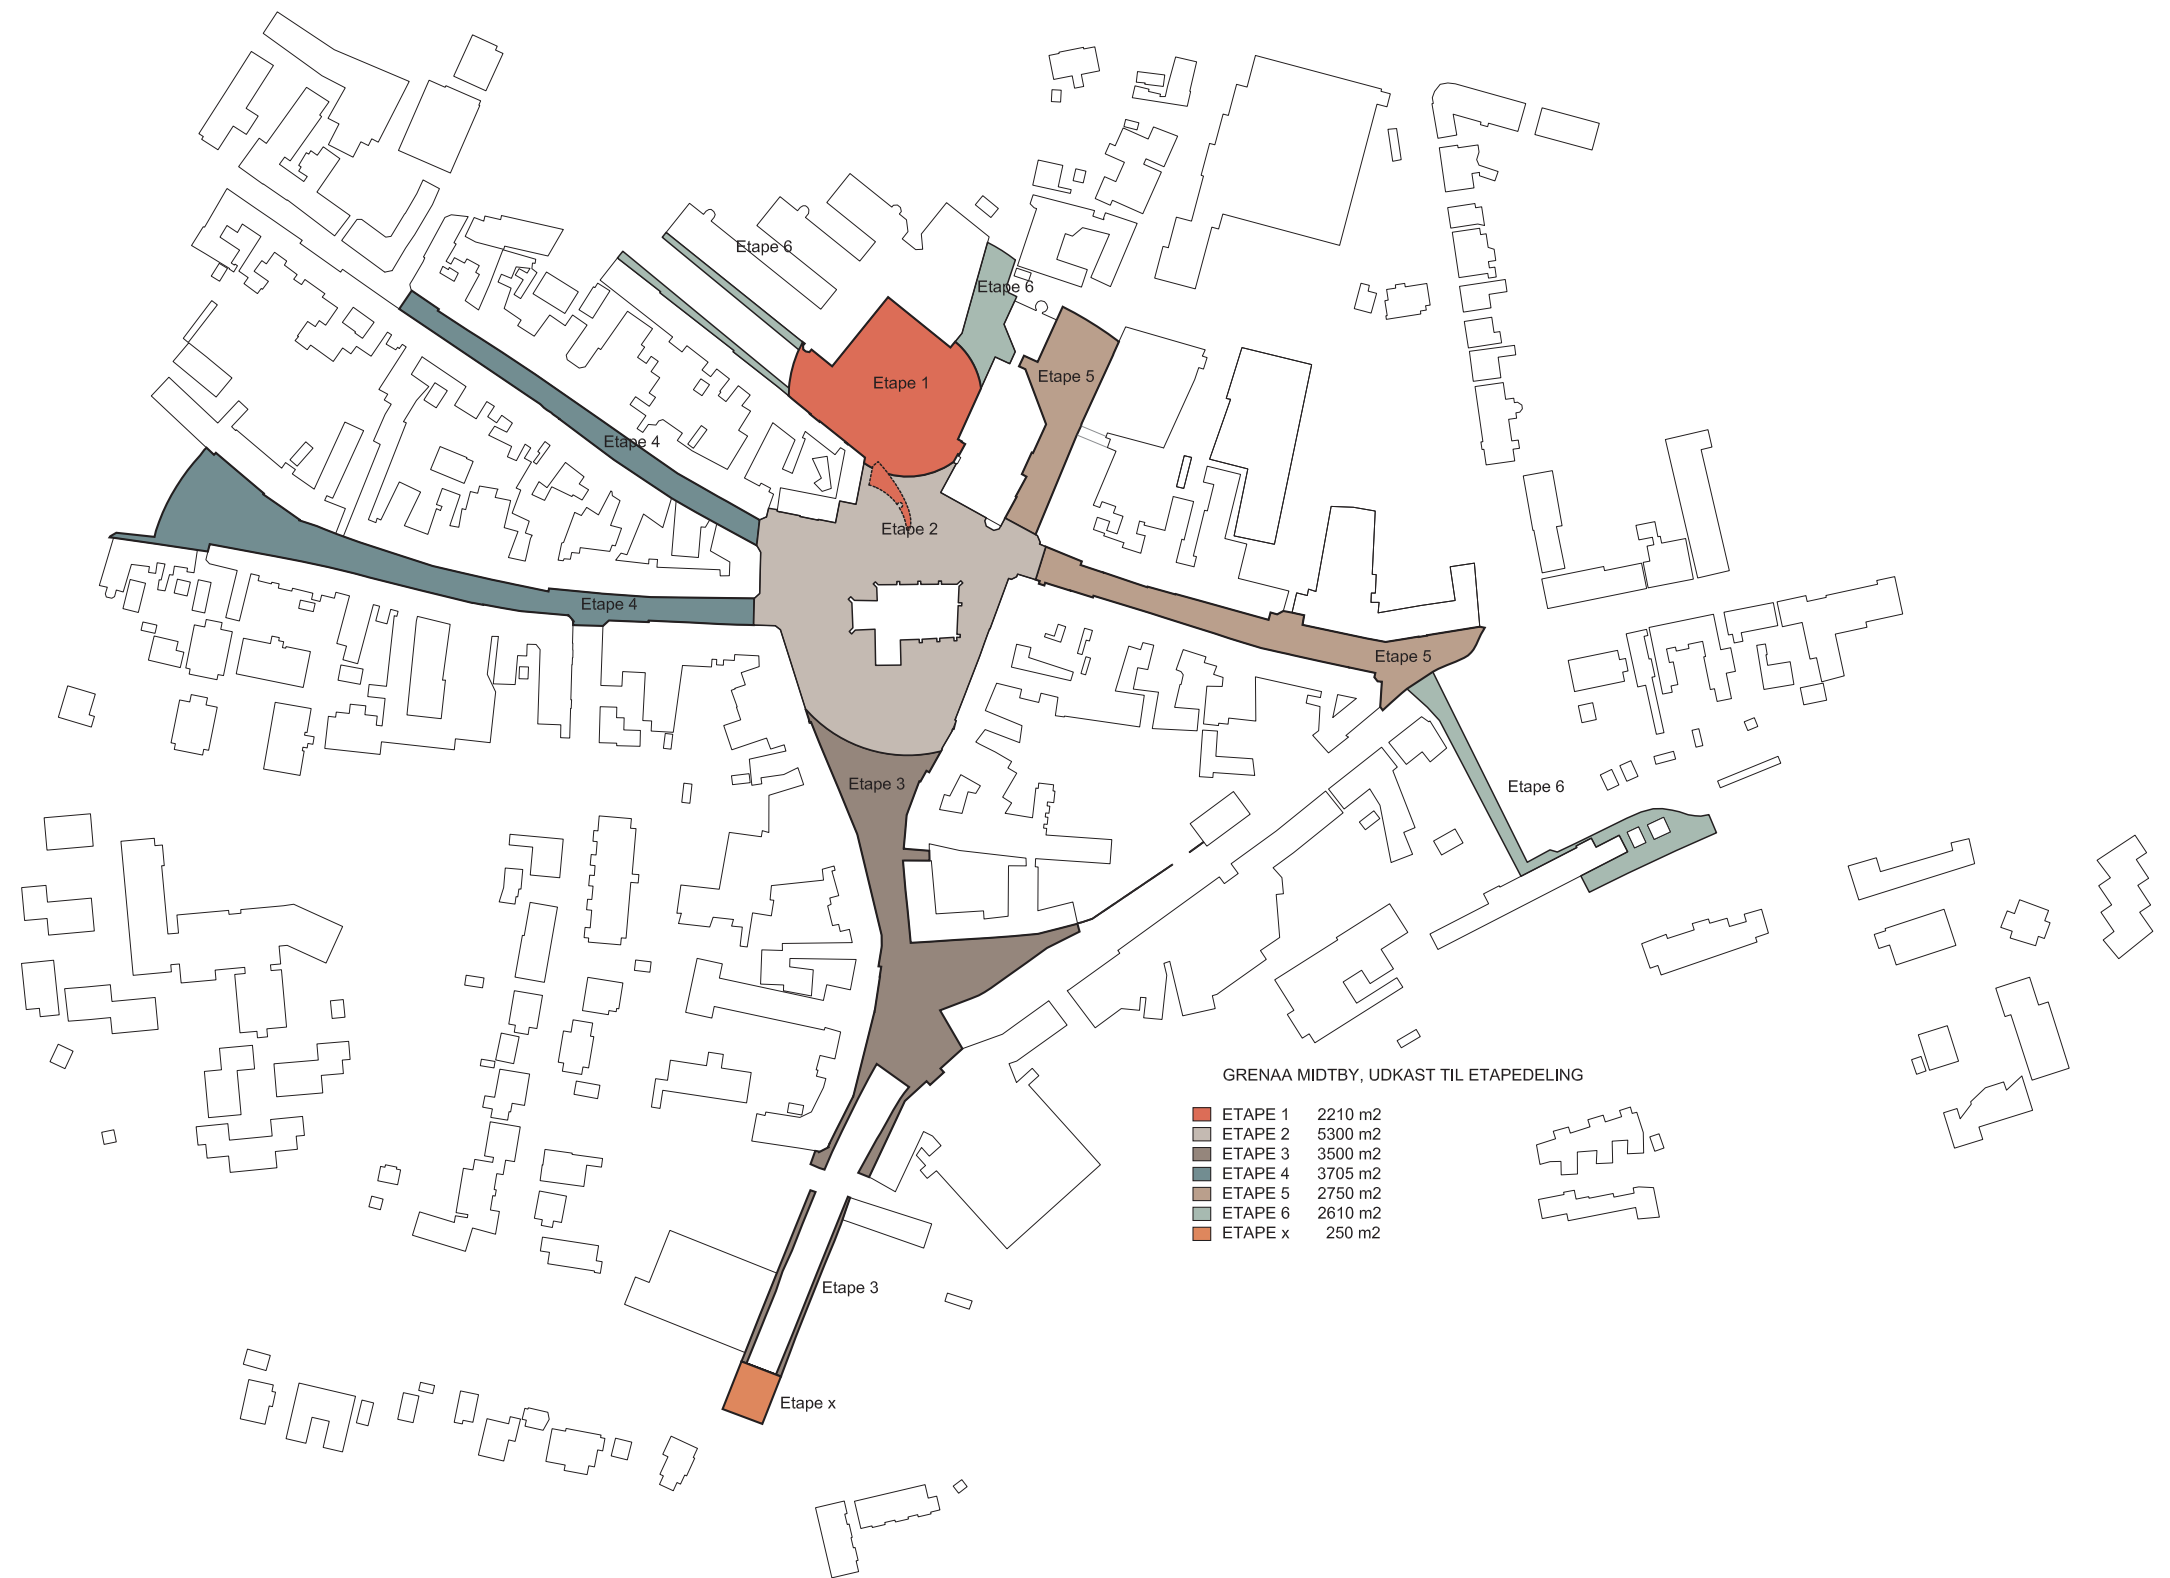 Etape 6
Etape 6
Etape 1
Etape 5
Etape 4
Etape 2
Etape 4
Etape 5
Etape 3
Etape 6
GRENAA MIDTBY, UDKAST TIL ETAPEDELING
ETAPE 1 2210 m2
ETAPE 2 5300 m2
ETAPE 3 3500 m2
ETAPE 4 3705 m2
ETAPE 5 2750 m2
ETAPE 6 2610 m2
ETAPE x 250 m2
Etape 3
Etape x